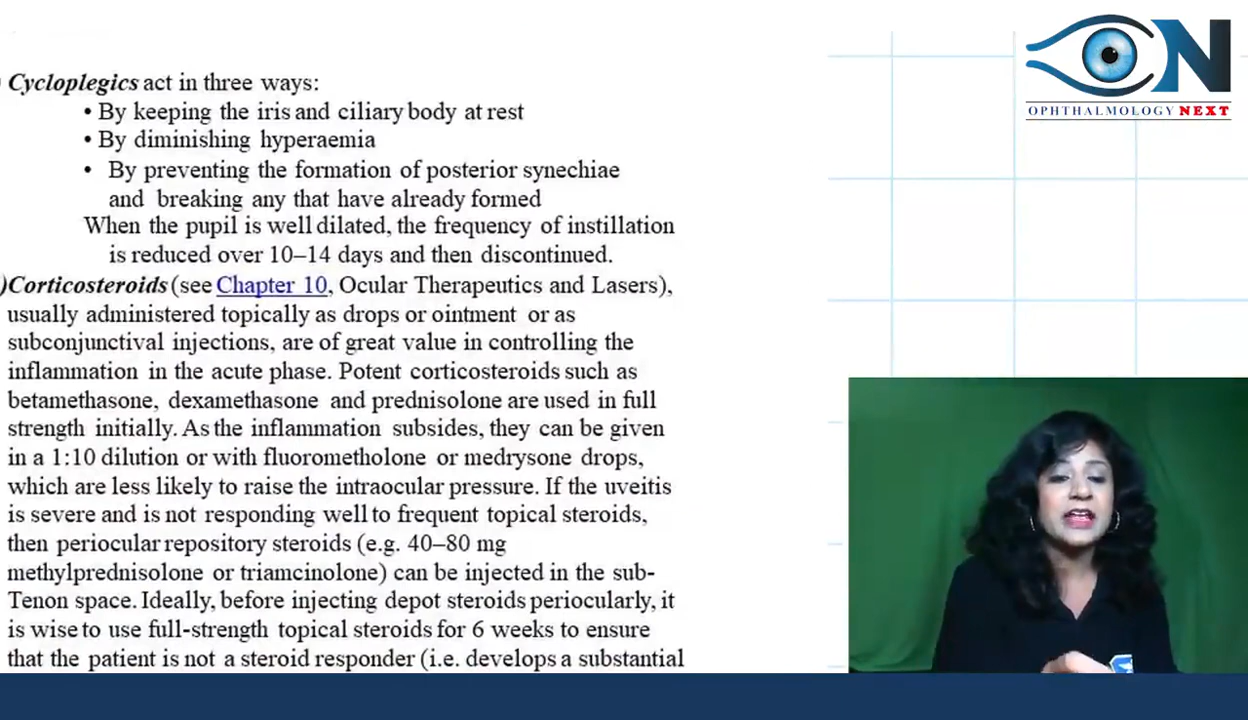 Cycloplegics act in three ways:
• By keeping the iris and ciliary body at rest
• By diminishing hyperaemia
• By preventing the formation of posterior synechiae
and breaking any that have already formed
When the pupil is well dilated, the frequency of instillation
is reduced over 10–14 days and then discontinued.
)Corticosteroids (see Chapter 10, Ocular Therapeutics and Lasers),
usually administered topically as drops or ointment or as
subconjunctival injections, are of great value in controlling the
inflammation in the acute phase. Potent corticosteroids such as
betamethasone, dexamethasone and prednisolone are used in full
strength initially. As the inflammation subsides, they can be given
in a 1:10 dilution or with fluorometholone or medrysone drops,
which are less likely to raise the intraocular pressure. If the uveitis
is severe and is not responding well to frequent topical steroids,
then periocular repository steroids (e.g. 40–80 mg
methylprednisolone or triamcinolone) can be injected in the sub-
Tenon space. Ideally, before injecting depot steroids periocularly, it
is wise to use full-strength topical steroids for 6 weeks to ensure
that the patient is not a steroid responder (i.e. develops a substantial
N
OPHTHALMOLOGY NEXT